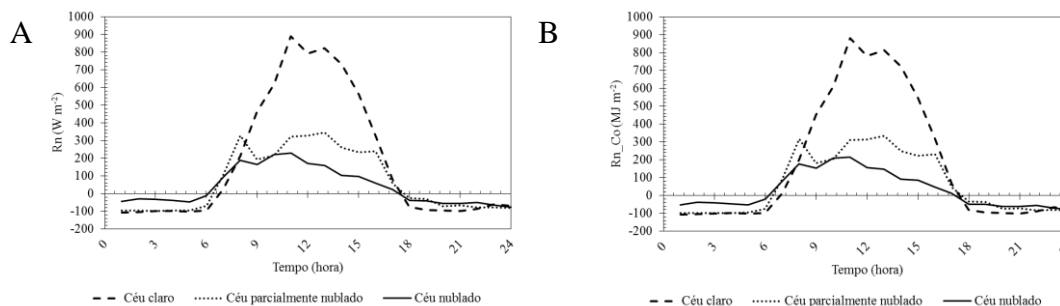 A
1000
900
800
700
600
500
400
300
200
100
0
-100
-200
Rn (W m⁻²)
0 3 6 9 12 15 18 21 24
Tempo (hora)
Céu claro Céu parcialmente nublado Céu nublado
B
1000
900
800
700
600
500
400
300
200
100
0
-100
-200
Rn_Co (MJ m⁻²)
0 3 6 9 12 15 18 21
Tempo (hora)
Céu claro Céu parcialmente nublado Céu nublado